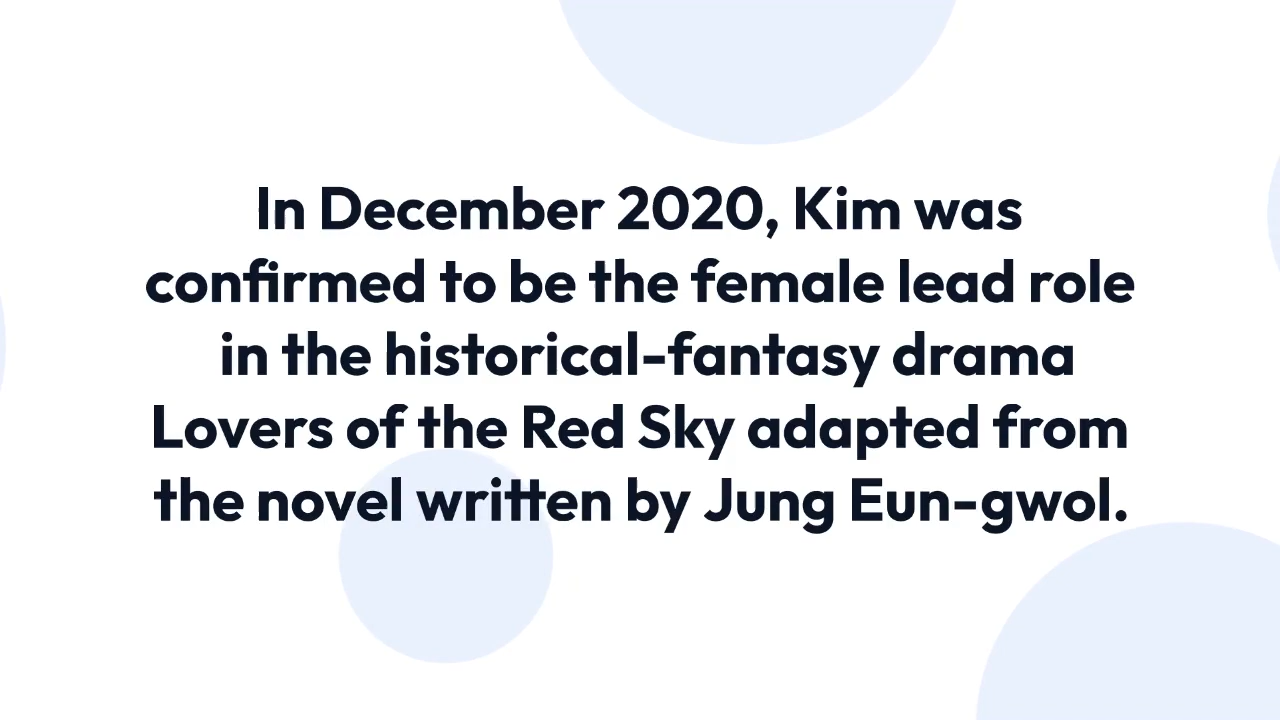 In December 2020, Kim was
confirmed to be the female lead role
in the historical-fantasy drama
Lovers of the Red Sky adapted from
the novel written by Jung Eun-gwol.